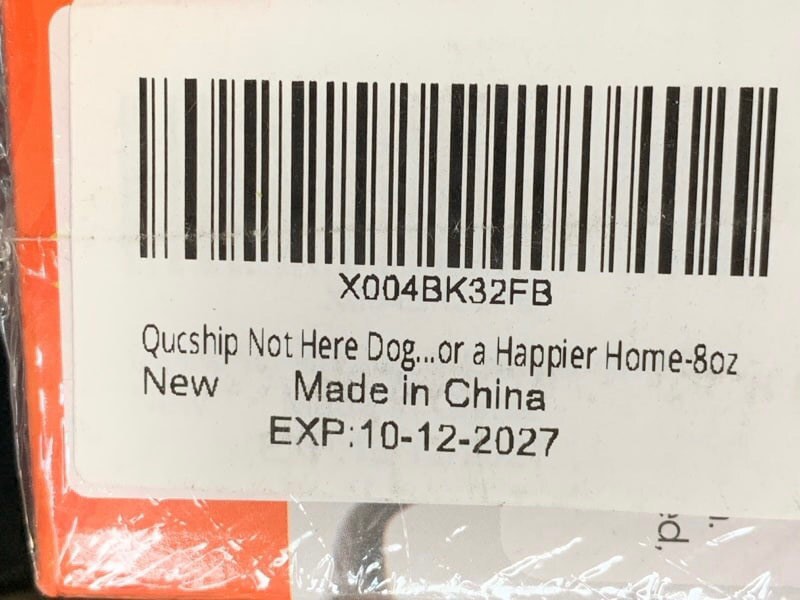 X004BK32FB
Qucship Not Here Dog...or a Happier Home-8oz
New Made in China
EXP:10-12-2027